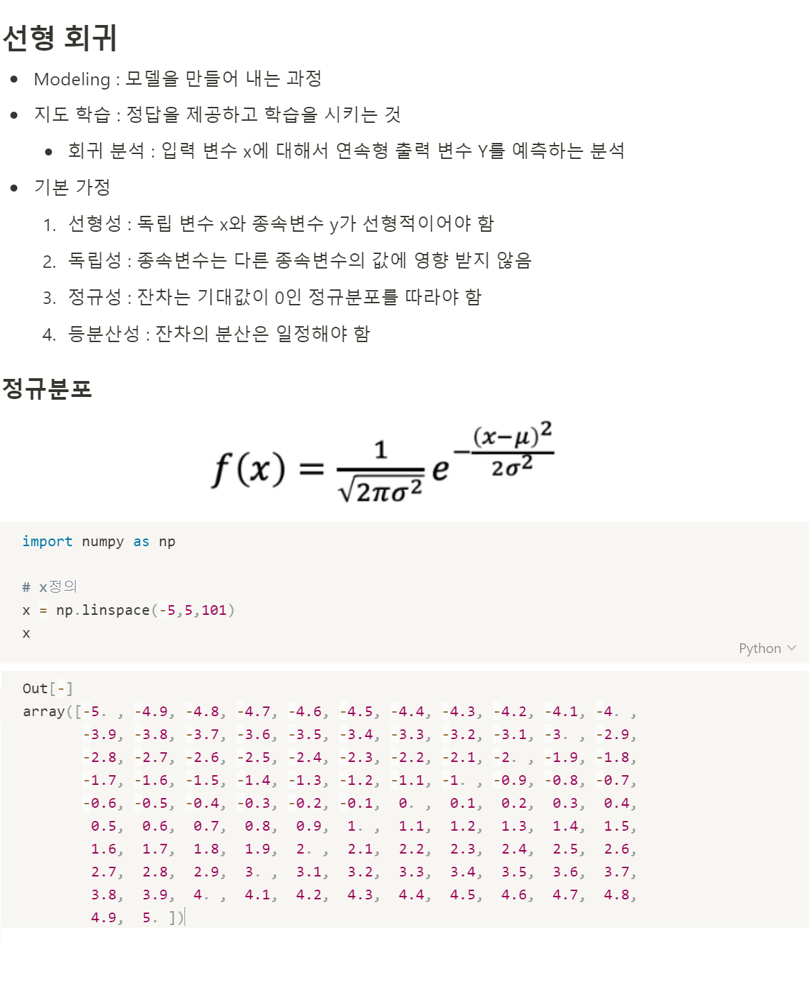 선형 회귀
• Modeling : 모델을 만들어 내는 과정
• 지도 학습 : 정답을 제공하고 학습을 시키는 것
• 회귀 분석 : 입력 변수 x에 대해서 연속형 출력 변수 Y를 예측하는 분석
• 기본 가정
1. 선형성 : 독립 변수 x와 종속변수 y가 선형적이어야 함
2. 독립성 : 종속변수는 다른 종속변수의 값에 영향 받지 않음
3. 정규성 : 잔차는 기대값이 0인 정규분포를 따라야 함
4. 등분산성 : 잔차의 분산은 일정해야 함
정규분포
f(x) = \frac{1}{\sqrt{2πσ^2}} e^{-\frac{(x-μ)^2}{2σ^2}}
import numpy as np
# x정의
x = np.linspace(-5,5,101)
x
Python
Out[-]
array([-5. , -4.9, -4.8, -4.7, -4.6, -4.5, -4.4, -4.3, -4.2, -4.1, -4. ,
-3.9, -3.8, -3.7, -3.6, -3.5, -3.4, -3.3, -3.2, -3.1, -3. , -2.9,
-2.8, -2.7, -2.6, -2.5, -2.4, -2.3, -2.2, -2.1, -2. , -1.9, -1.8,
-1.7, -1.6, -1.5, -1.4, -1.3, -1.2, -1.1, -1. , -0.9, -0.8, -0.7,
-0.6, -0.5, -0.4, -0.3, -0.2, -0.1, 0. , 0.1, 0.2, 0.3, 0.4,
0.5, 0.6, 0.7, 0.8, 0.9, 1. , 1.1, 1.2, 1.3, 1.4, 1.5,
1.6, 1.7, 1.8, 1.9, 2. , 2.1, 2.2, 2.3, 2.4, 2.5, 2.6,
2.7, 2.8, 2.9, 3. , 3.1, 3.2, 3.3, 3.4, 3.5, 3.6, 3.7,
3.8, 3.9, 4. , 4.1, 4.2, 4.3, 4.4, 4.5, 4.6, 4.7, 4.8,
4.9, 5. ])